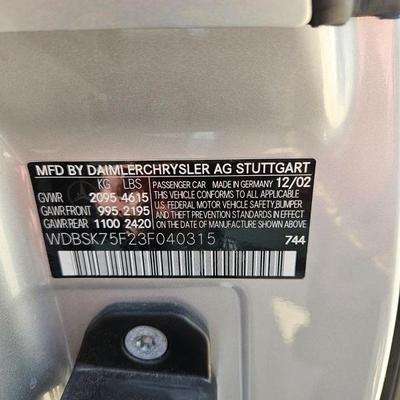 MFD BY DAIMLERCHRYSLER AG STUTTGART
KG LBS PASSENGER CAR MADE IN GERMANY 12/02
GVWR 2095 4615 THIS VEHICLE CONFORMS TO ALL APPLICABLE
GAWR FRONT 995 2195 U.S. FEDERAL MOTOR VEHICLE SAFETY, BUMPER
GAWR REAR 1100 2420 AND THEFT PREVENTION STANDARDS IN EFFECT
ON THE DATE OF MANUFACTURE SHOWN ABOVE.
WDBSK75F23F040315 744